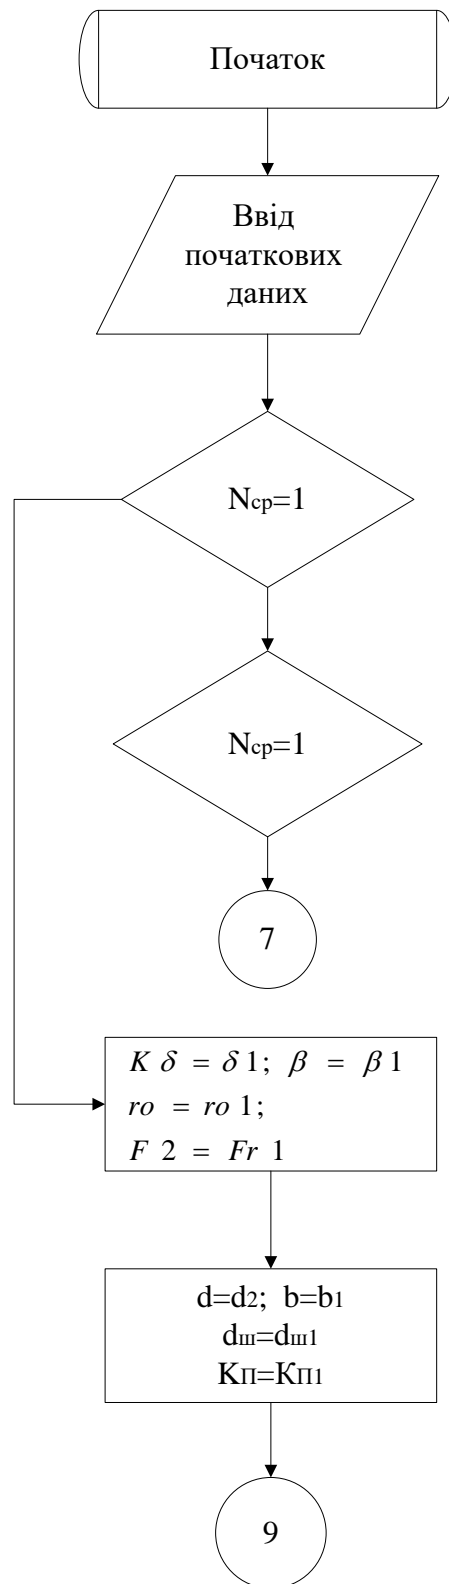 Початок
Ввід
початкових
даних
Nср=1
Nср=1
7
K δ = δ 1; β = β 1
ro = ro 1;
F 2 = Fr 1
d=d2; b=b1
dш=dш1
KП=КП1
9